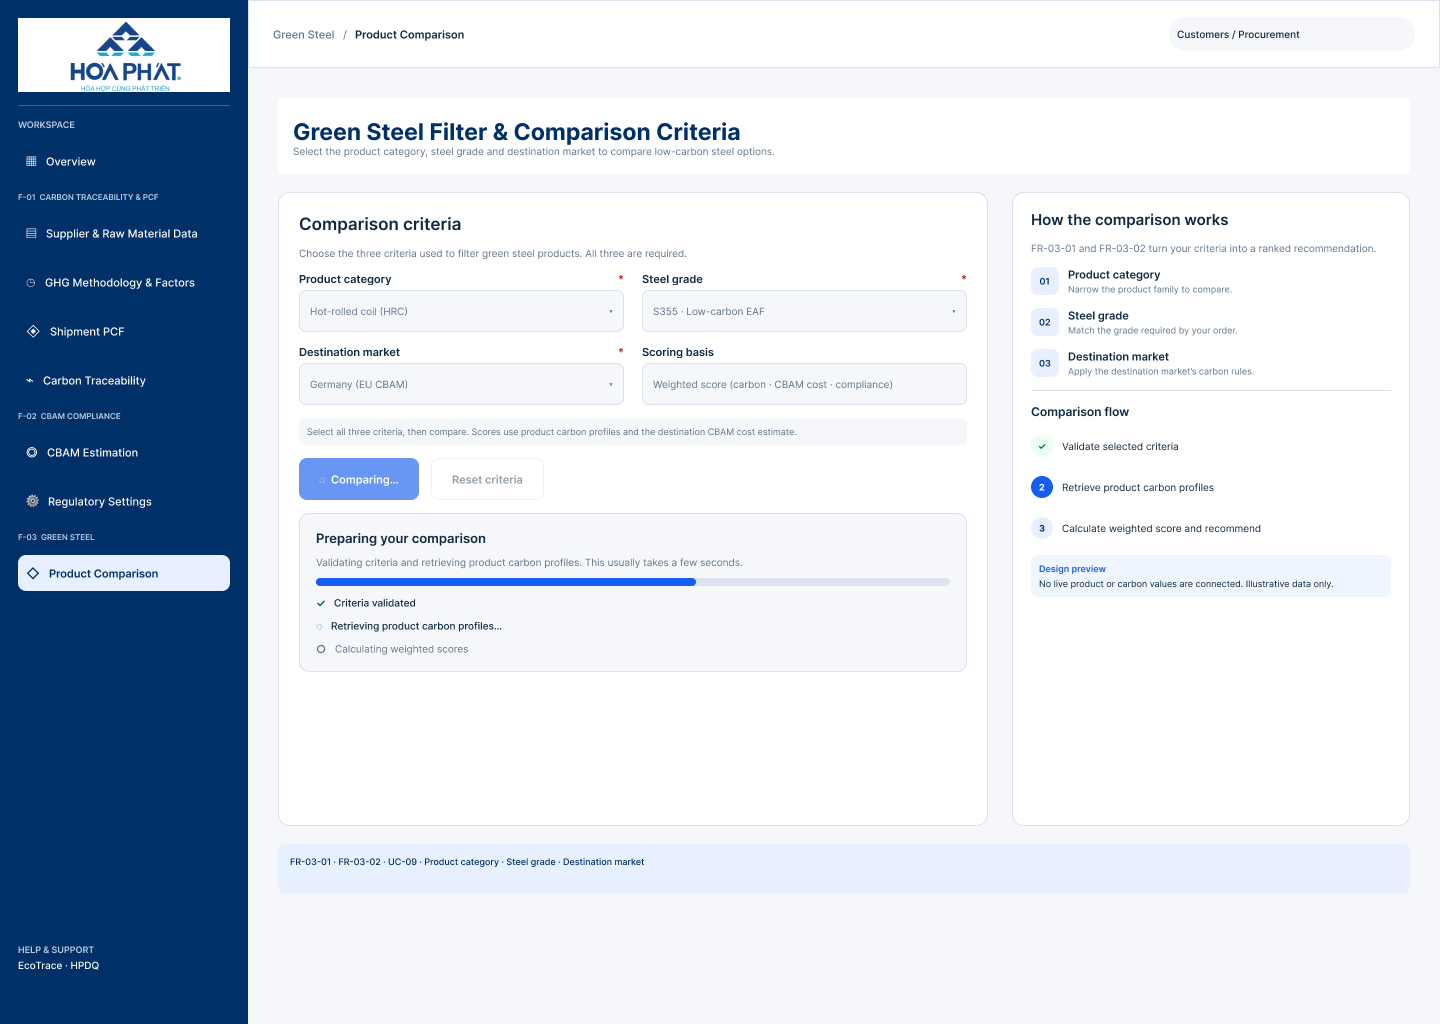 HÒA PHÁT
HÒA HỢP CÙNG PHÁT TRIỂN
WORKSPACE
Overview
F-01 CARBON TRACEABILITY & PCF
Supplier & Raw Material Data
GHG Methodology & Factors
Shipment PCF
Carbon Traceability
F-02 CBAM COMPLIANCE
CBAM Estimation
Regulatory Settings
F-03 GREEN STEEL
Product Comparison
HELP & SUPPORT
EcoTrace · HPDQ
Green Steel / Product Comparison
Customers / Procurement
Green Steel Filter & Comparison Criteria
Select the product category, steel grade and destination market to compare low-carbon steel options.
Comparison criteria
Choose the three criteria used to filter green steel products. All three are required.
Product category *
Hot-rolled coil (HRC)
Steel grade *
S355 · Low-carbon EAF
Destination market *
Germany (EU CBAM)
Scoring basis
Weighted score (carbon · CBAM cost · compliance)
Select all three criteria, then compare. Scores use product carbon profiles and the destination CBAM cost estimate.
Comparing...
Reset criteria
Preparing your comparison
Validating criteria and retrieving product carbon profiles. This usually takes a few seconds.
✓ Criteria validated
Retrieving product carbon profiles...
Calculating weighted scores
How the comparison works
FR-03-01 and FR-03-02 turn your criteria into a ranked recommendation.
01 Product category
Narrow the product family to compare.
02 Steel grade
Match the grade required by your order.
03 Destination market
Apply the destination market's carbon rules.
Comparison flow
✓ Validate selected criteria
2 Retrieve product carbon profiles
3 Calculate weighted score and recommend
Design preview
No live product or carbon values are connected. Illustrative data only.
FR-03-01 · FR-03-02 · UC-09 · Product category · Steel grade · Destination market